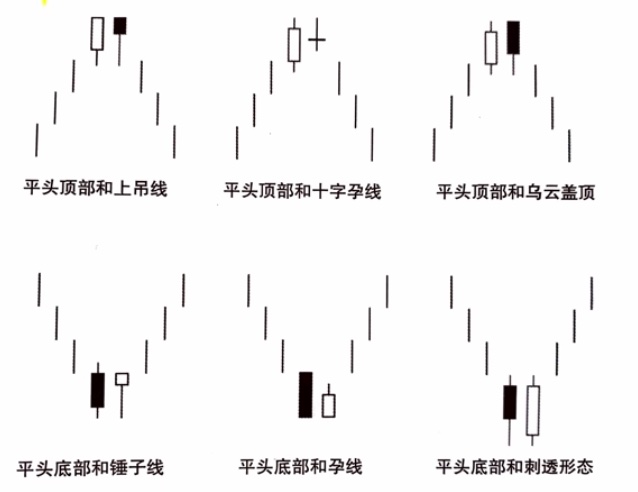 平头顶部和上吊线
平头顶部和十字孕线
平头顶部和乌云盖顶
平头底部和锤子线
平头底部和孕线
平头底部和刺透形态